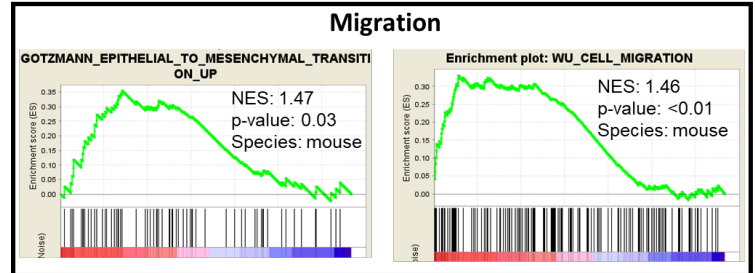 Migration
GOTZMANN_EPITHELIAL_TO_MESENCHYMAL_TRANSITI
ON_UP
NES: 1.47
p-value: 0.03
Species: mouse
Enrichment score (ES)
0.35
0.30
0.25
0.20
0.15
0.10
0.05
0.00
Noise)
Enrichment plot: WU_CELL_MIGRATION
NES: 1.46
p-value: <0.01
Species: mouse
Enrichment score (ES)
0.30
0.25
0.20
0.15
0.10
0.05
0.00